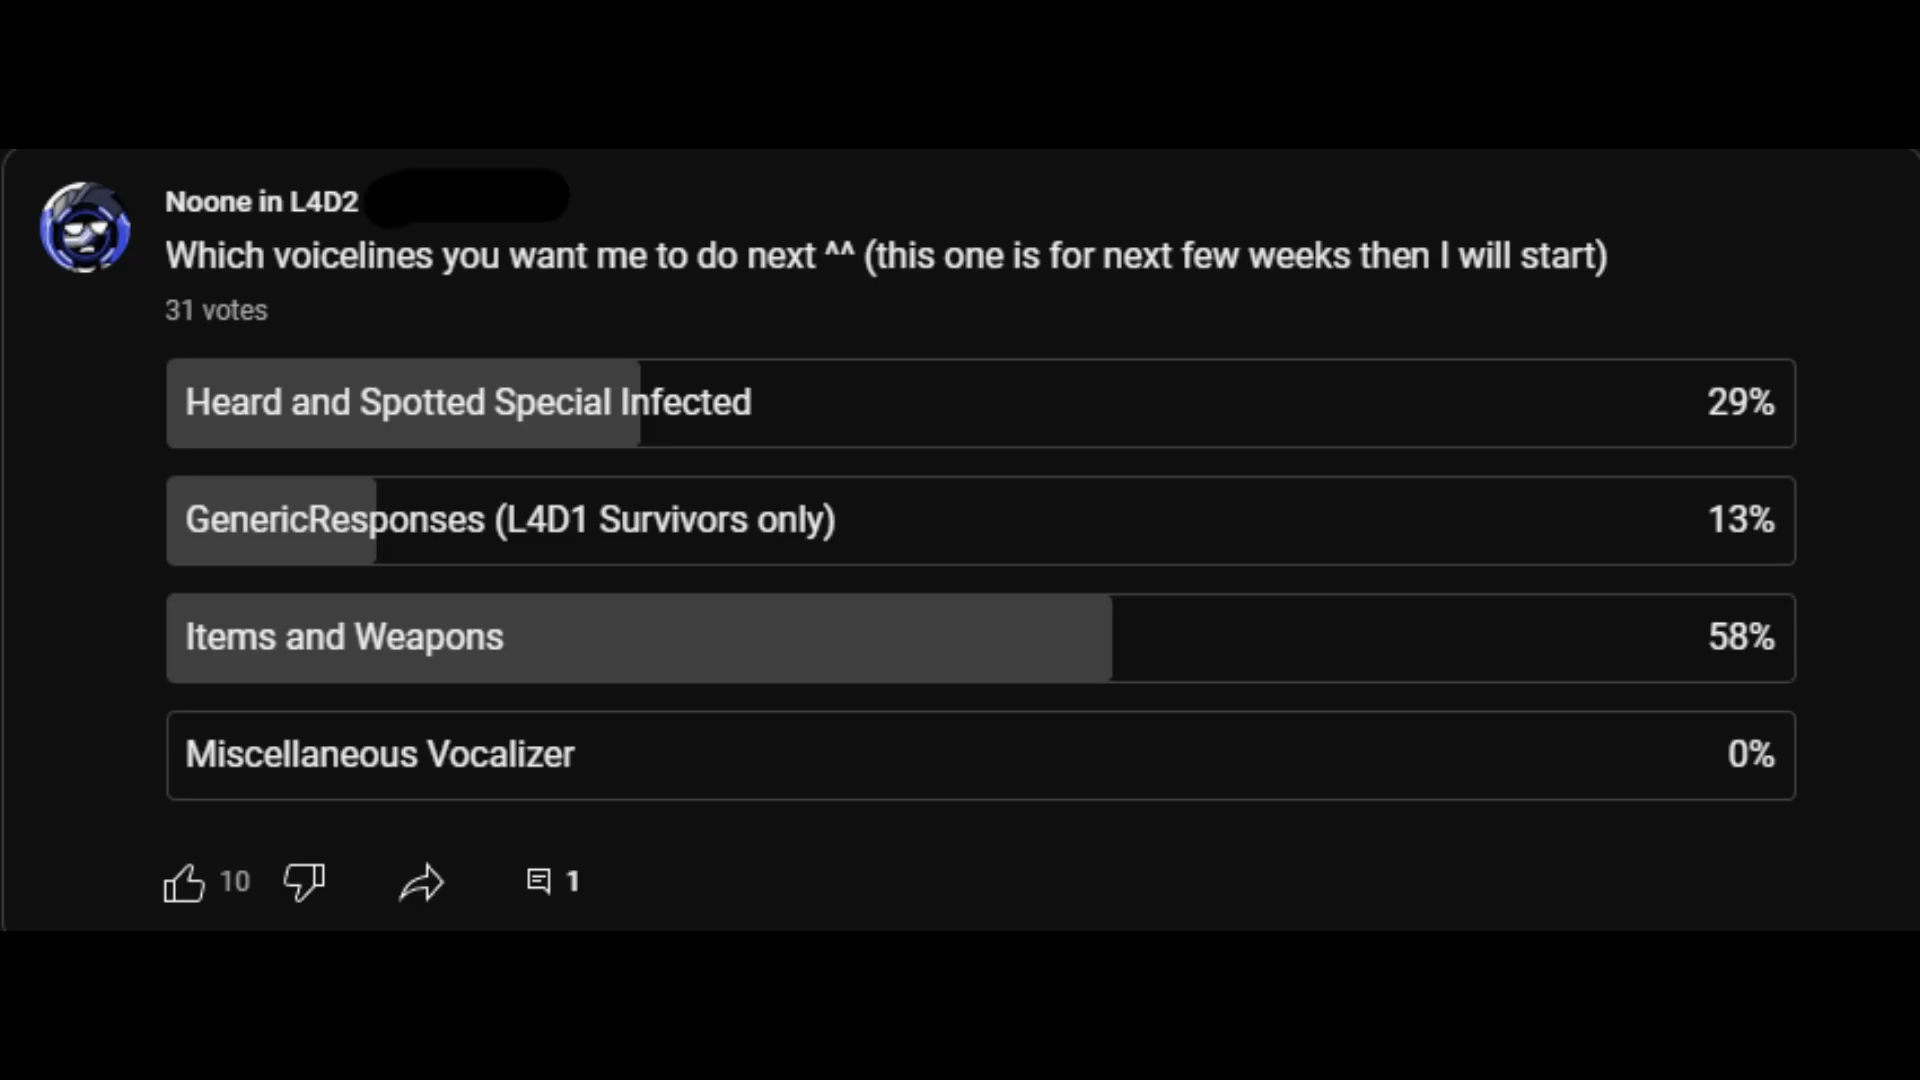 Noone in L4D2
Which voicelines you want me to do next ^^ (this one is for next few weeks then I will start)
31 votes
Heard and Spotted Special Infected 29%
GenericResponses (L4D1 Survivors only) 13%
Items and Weapons 58%
Miscellaneous Vocalizer 0%
10 1